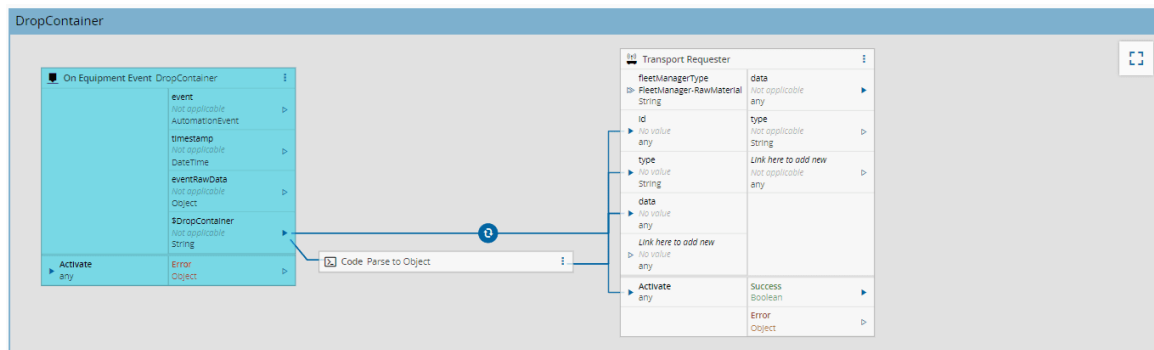 DropContainer
On Equipment Event DropContainer
event
Not applicable
AutomationEvent
timestamp
Not applicable
DateTime
eventRawData
Not applicable
Object
$DropContainer
Not applicable
String
Activate
any
Error
Object
Code Parse to Object
Transport Requester
fleetManagerType
FleetManager-RawMaterial
String
id
No value
any
type
No value
String
data
No value
any
Link here to add new
No value
any
Activate
any
data
Not applicable
any
type
Not applicable
String
Link here to add new
Not applicable
any
Success
Boolean
Error
Object